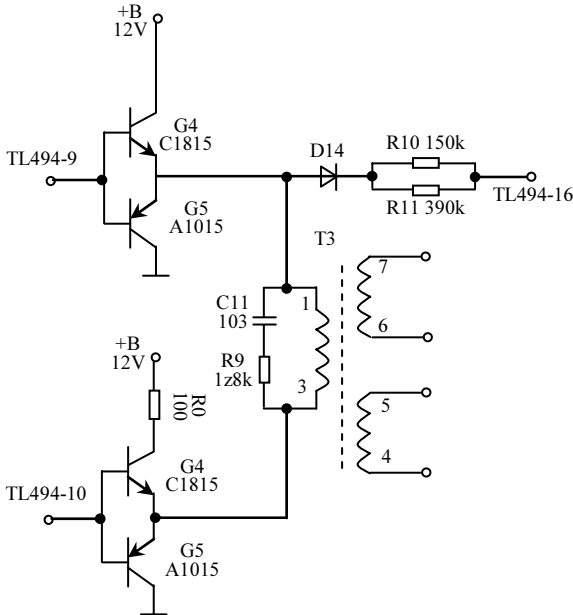 +B
12V
G4
C1815
TL494-9
G5
A1015
D14
R10 150k
R11 390k
TL494-16
T3
7
6
5
4
C11
103
1
R9
1z8k
3
+B
12V
R0
100
G4
C1815
TL494-10
G5
A1015